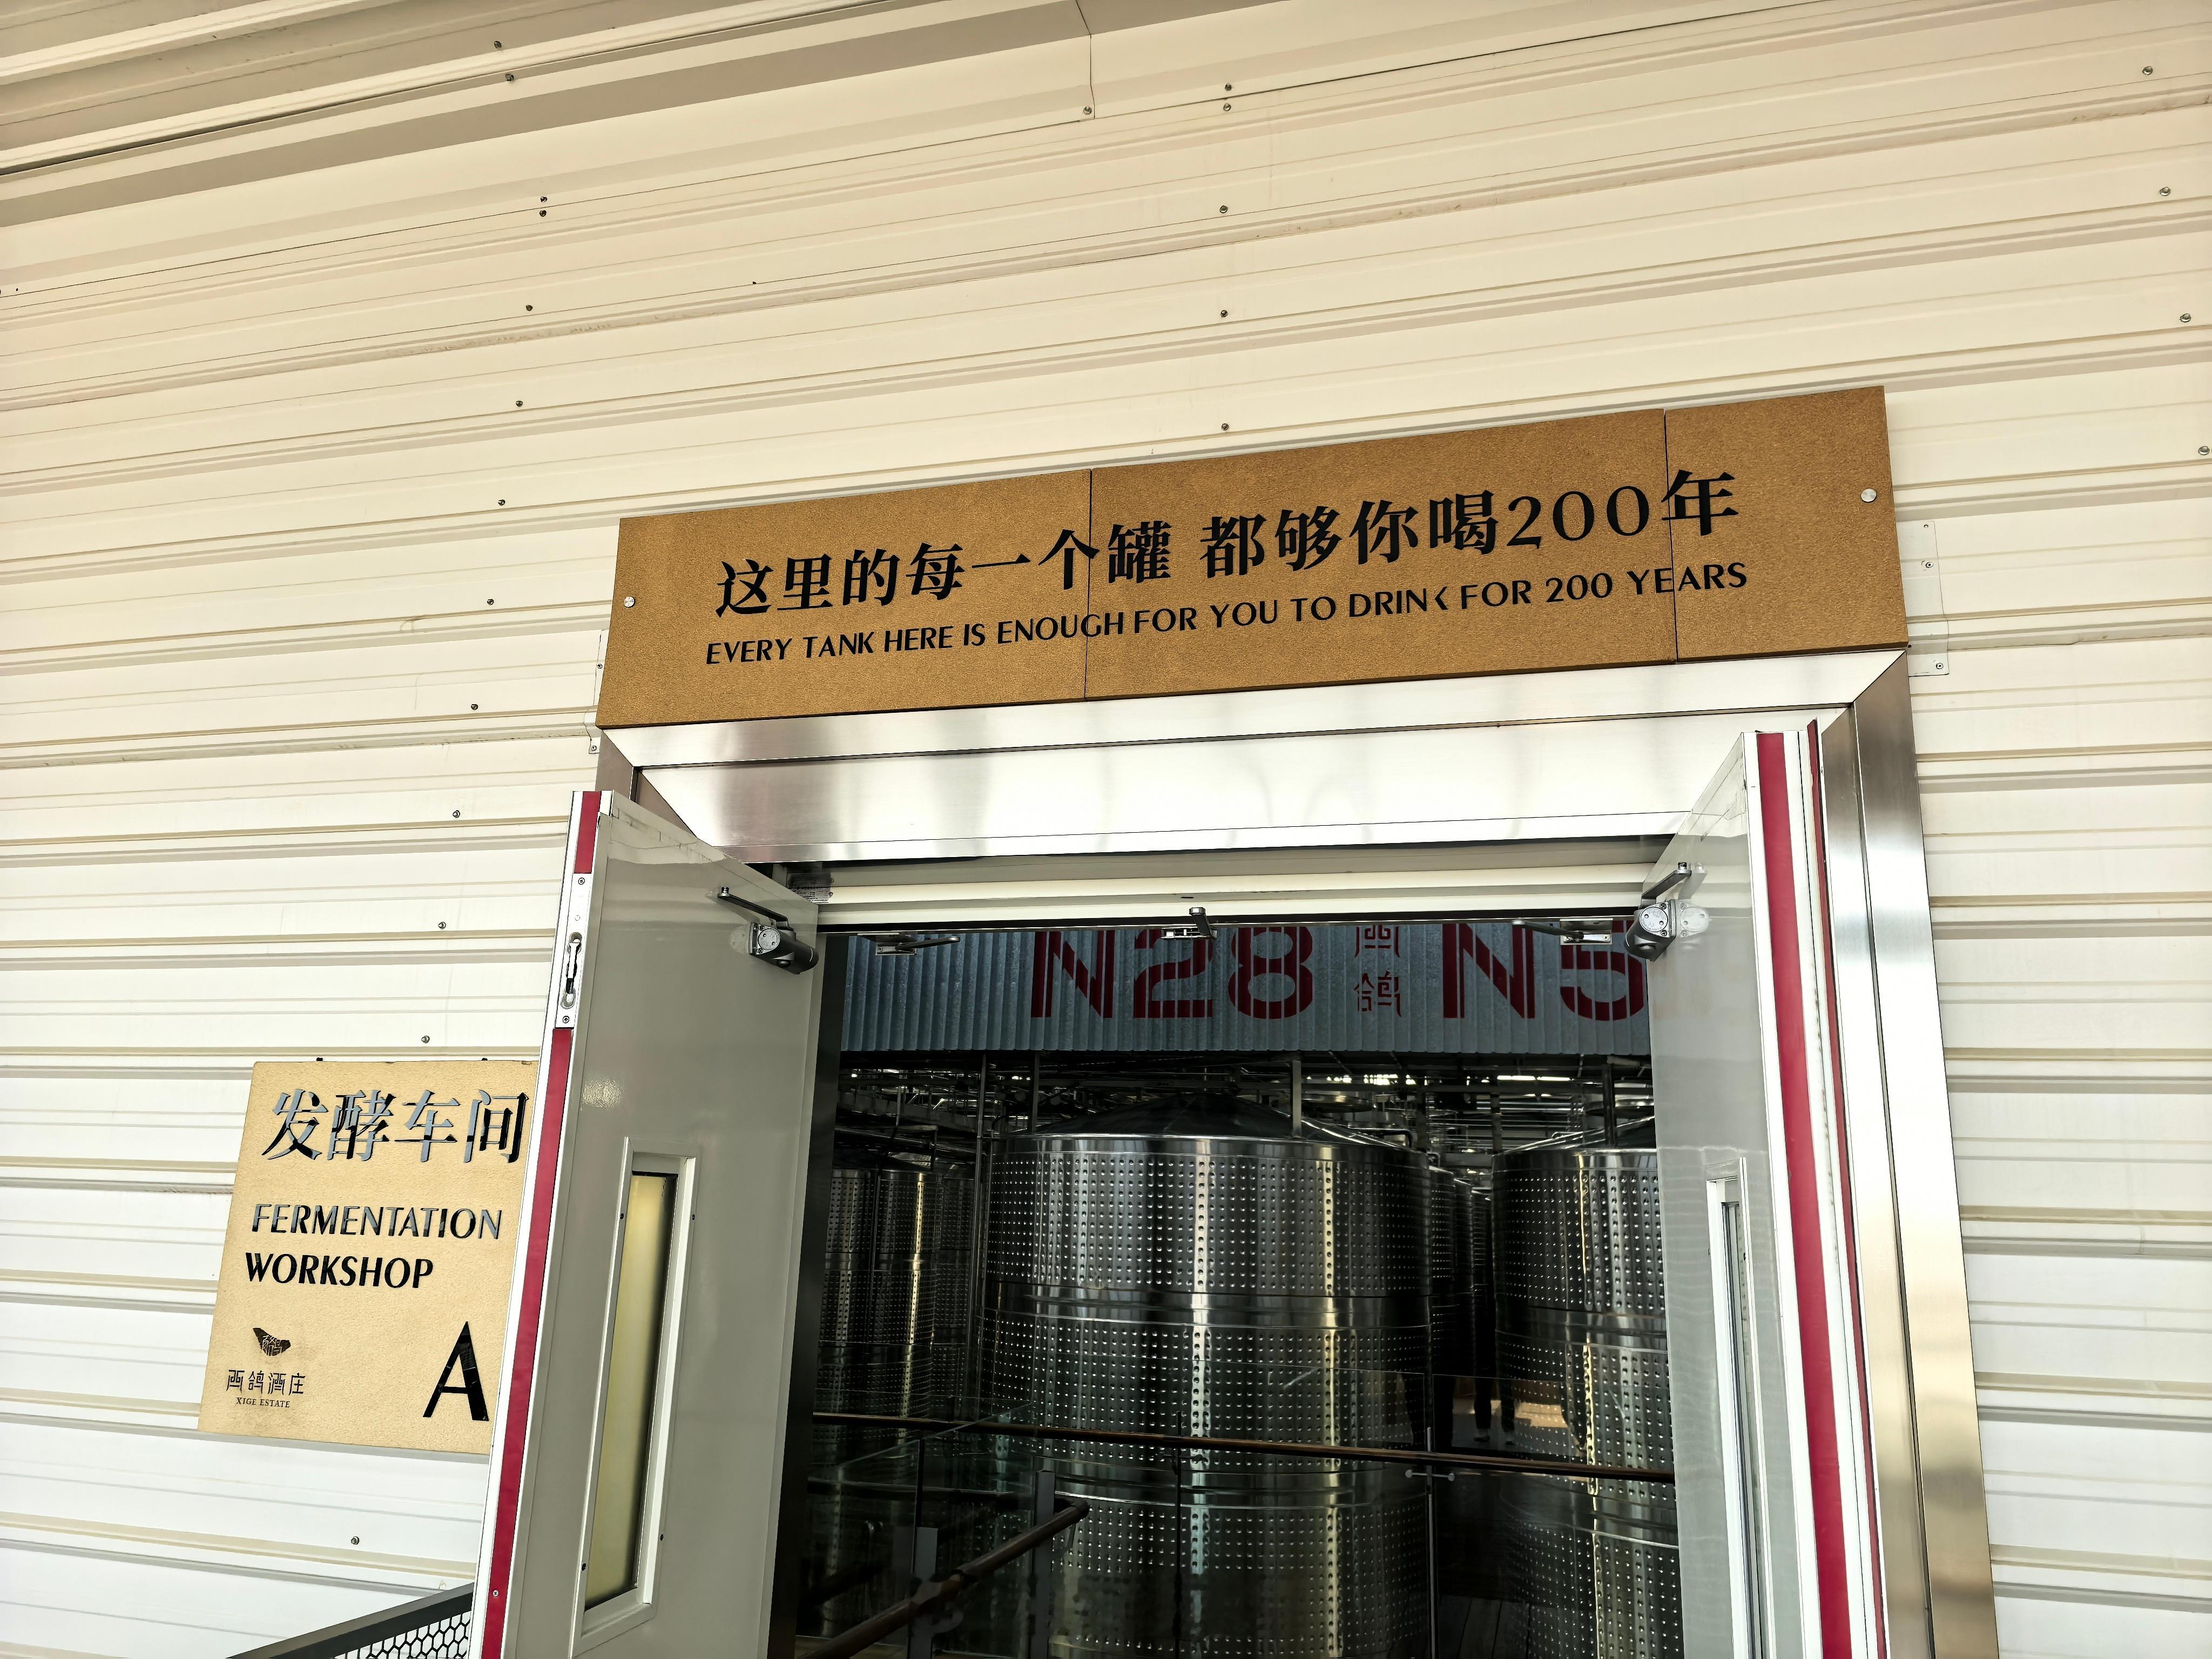 这里的每一个罐 都够你喝200年
EVERY TANK HERE IS ENOUGH FOR YOU TO DRINK FOR 200 YEARS
N28 西鸽 N5
发酵车间
FERMENTATION
WORKSHOP
A
西鸽酒庄
XIGE ESTATE